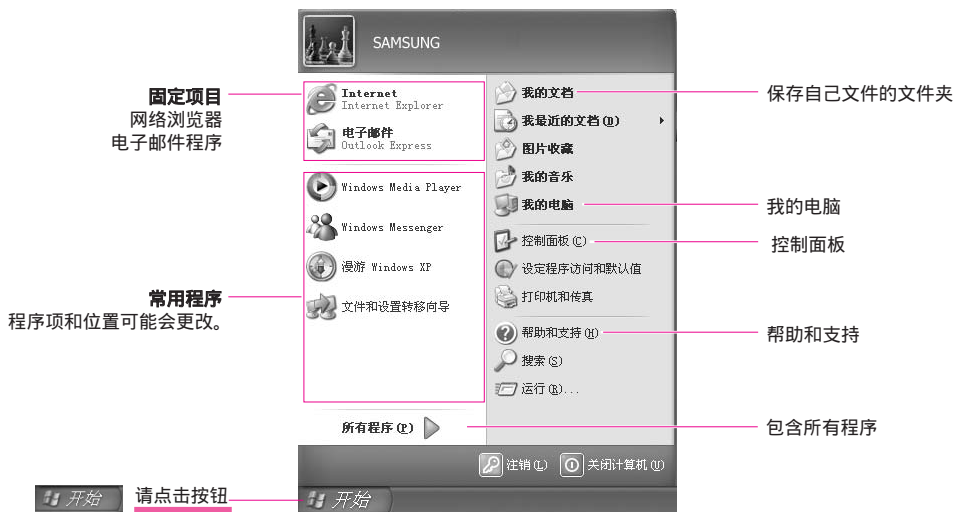 SAMSUNG
固定项目
网络浏览器
电子邮件程序
Internet
Internet Explorer
电子邮件
Outlook Express
常用程序
程序项和位置可能会更改。
Windows Media Player
Windows Messenger
漫游 Windows XP
文件和设置转移向导
所有程序(P)
我的文档
保存自己文件的文件夹
我最近的文档(D)
图片收藏
我的音乐
我的电脑
我的电脑
控制面板(C)
控制面板
设定程序访问和默认值
打印机和传真
帮助和支持(H)
帮助和支持
搜索(S)
运行(R)...
包含所有程序
注销(L)
关闭计算机(U)
开始
请点击按钮
开始